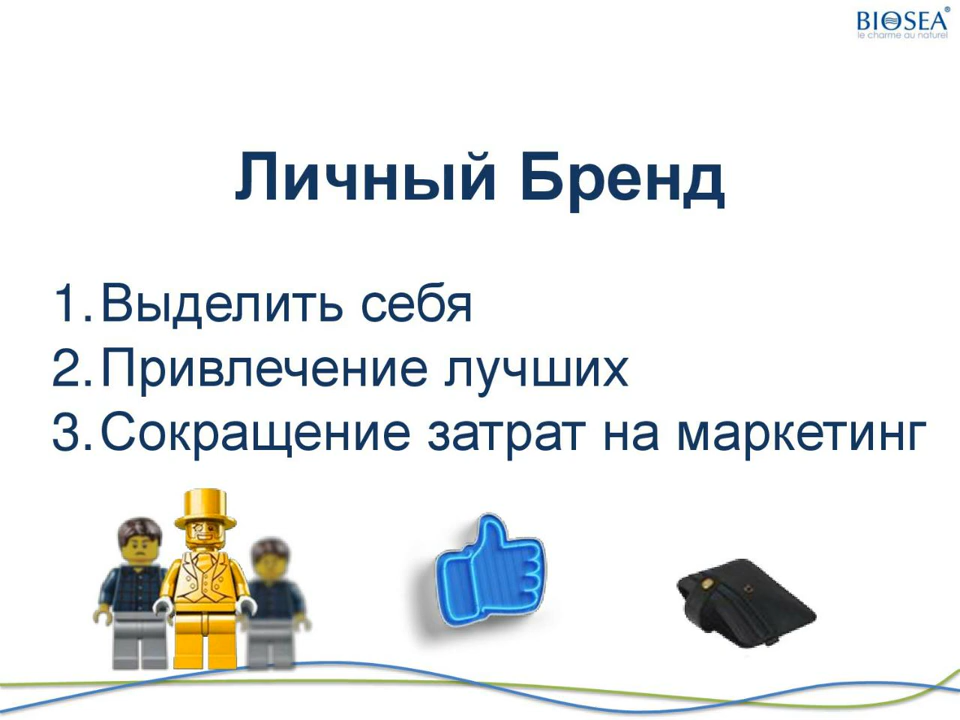 BIOSEA®
le charme au naturel
Личный Бренд
1. Выделить себя
2. Привлечение лучших
3. Сокращение затрат на маркетинг